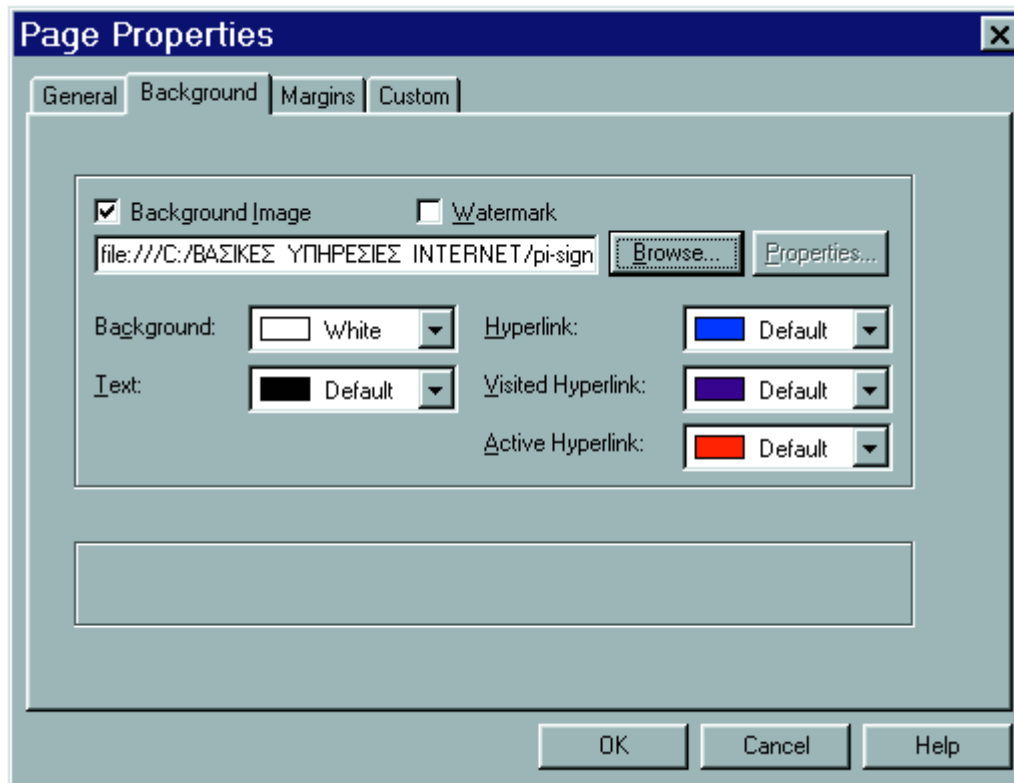 Page Properties
General Background Margins Custom
Background Image Watermark
file:///C:/ΒΑΣΙΚΕΣ ΥΠΗΡΕΣΙΕΣ INTERNET/pi-sign Browse... Properties...
Background: White Hyperlink: Default
Text: Default Visited Hyperlink: Default
Active Hyperlink: Default
OK Cancel Help